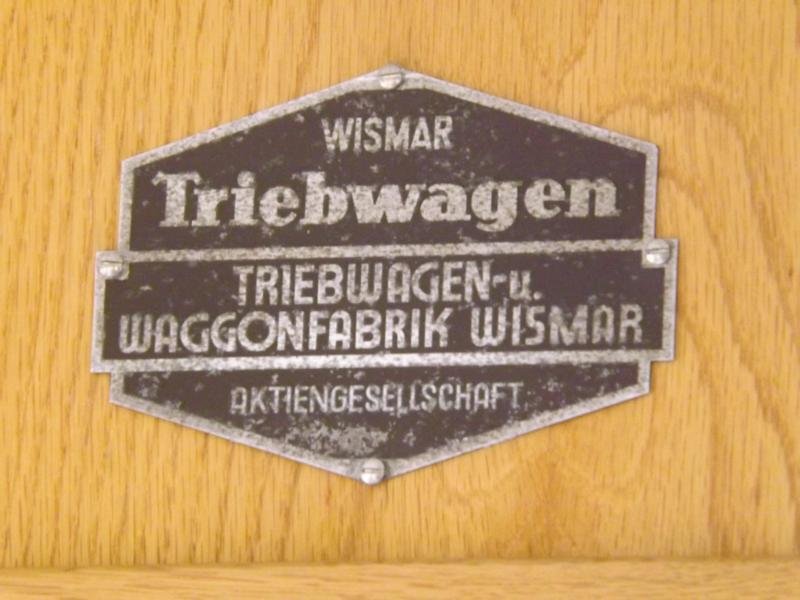 WISMAR
Triebwagen
TRIEBWAGEN-u.
WAGGONFABRIK WISMAR
AKTIENGESELLSCHAFT